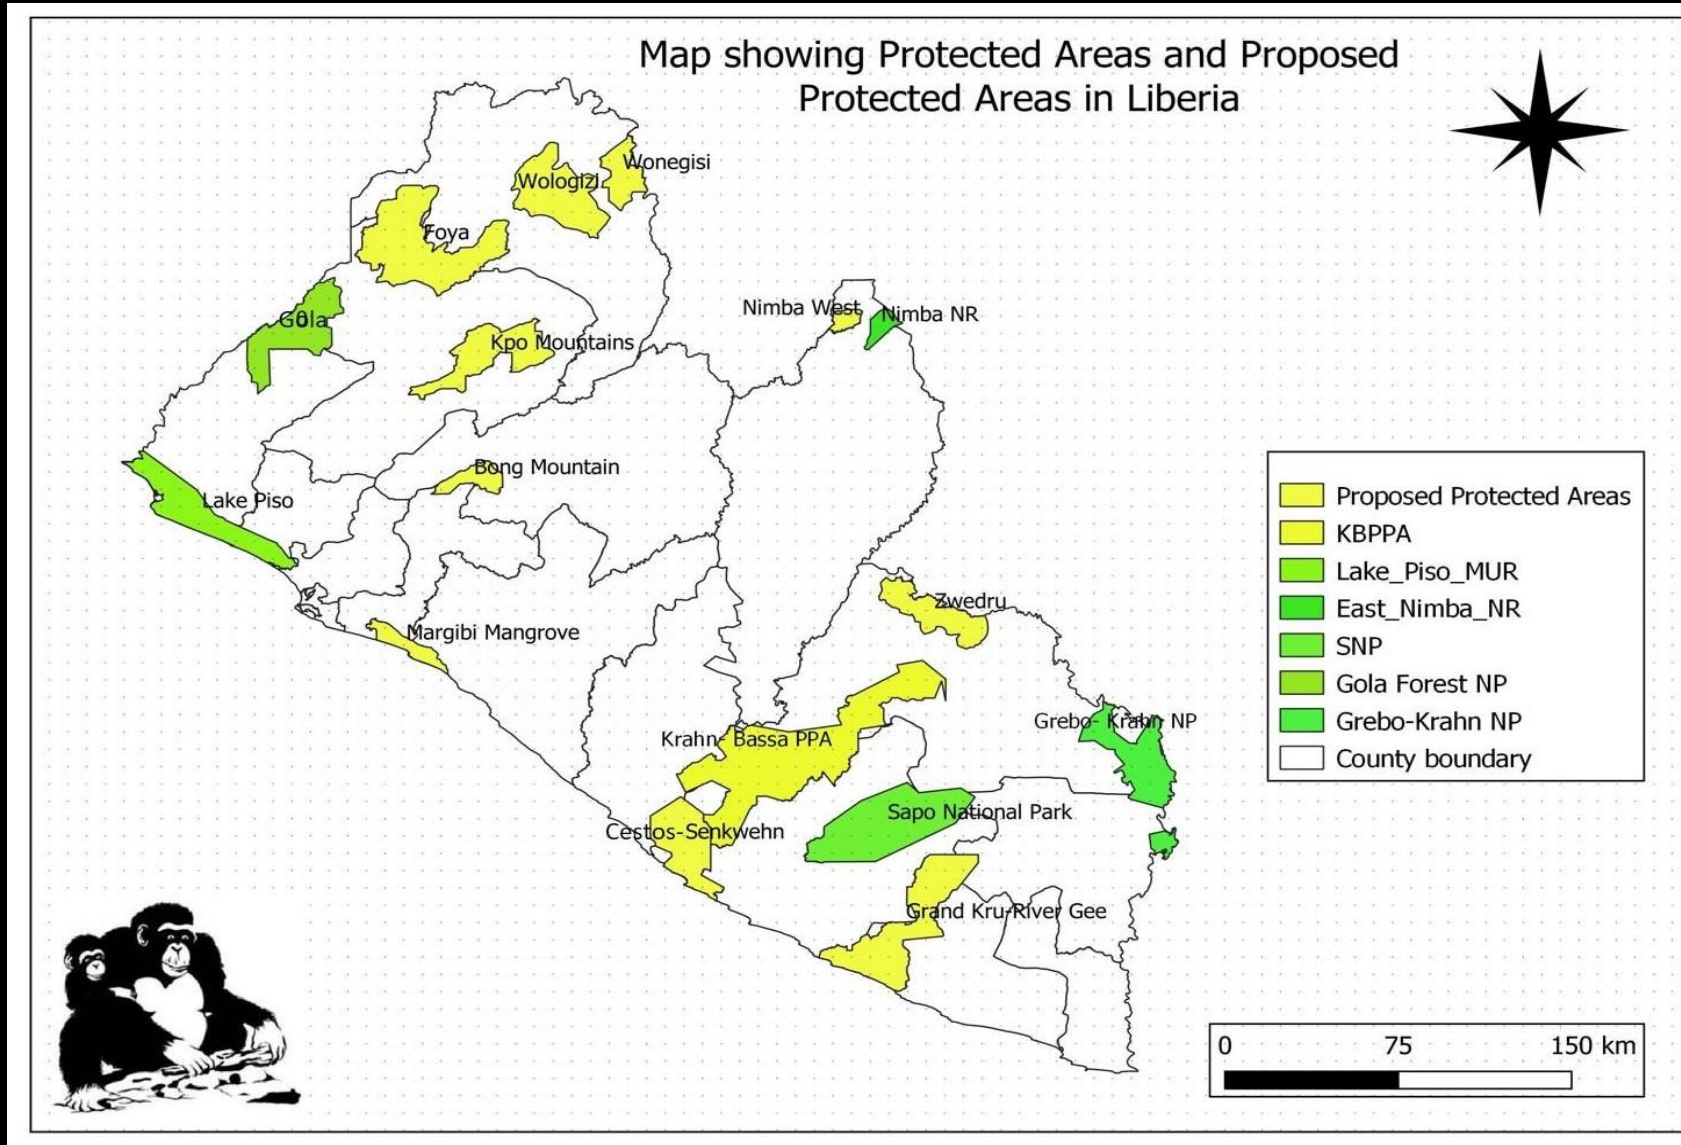 Map showing Protected Areas and Proposed
Protected Areas in Liberia
Wonegisi
Wologizi
Foya
Gola
Nimba West
Nimba NR
Kpo Mountains
Bong Mountain
Lake Piso
Zwedru
Margibi Mangrove
Grebo- Krahn NP
Krahn- Bassa PPA
Sapo National Park
Cestos-Senkwehn
Grand Kru-River Gee
Proposed Protected Areas
KBPPA
Lake_Piso_MUR
East_Nimba_NR
SNP
Gola Forest NP
Grebo-Krahn NP
County boundary
0 75 150 km